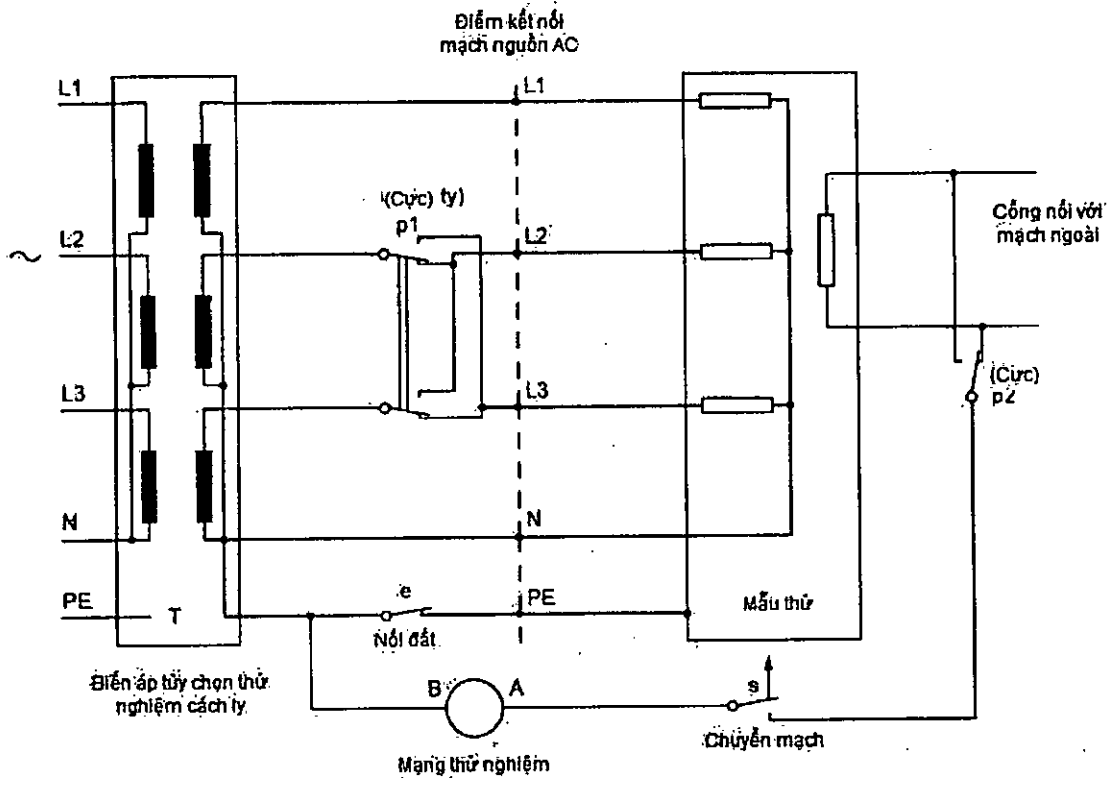 Điểm kết nối
mạch nguồn AC
L1
L1
(Cực) ty)
p1
Cổng nối với
mạch ngoài
~
L2
L2
L3
L3
(Cực)
p2
N
N
PE
T
e
PE
Mẫu thử
Nối đất
Biến áp tùy chọn thử
nghiệm cách ly
B
A
s
Chuyển mạch
Mạng thử nghiệm